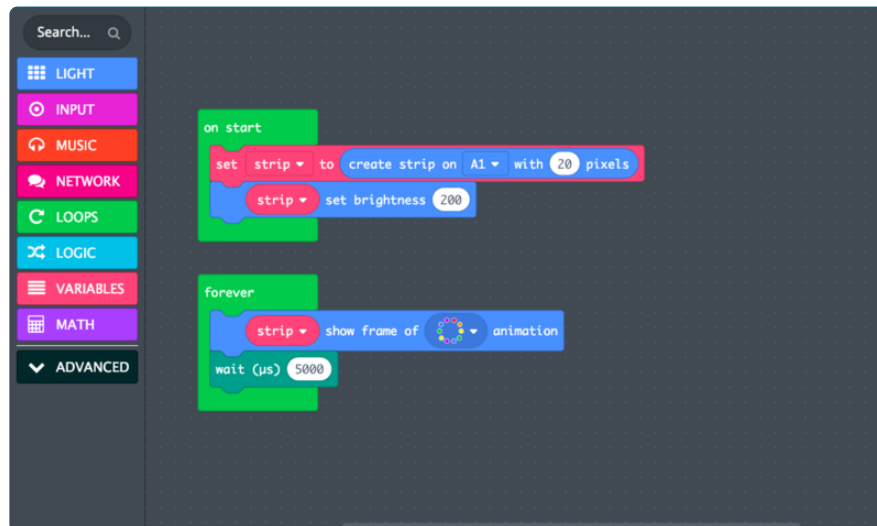 Search...
LIGHT
INPUT
MUSIC
NETWORK
LOOPS
LOGIC
VARIABLES
MATH
ADVANCED
on start
set strip to create strip on A1 with 20 pixels
strip set brightness 200
forever
strip show frame of animation
wait (µs) 5000